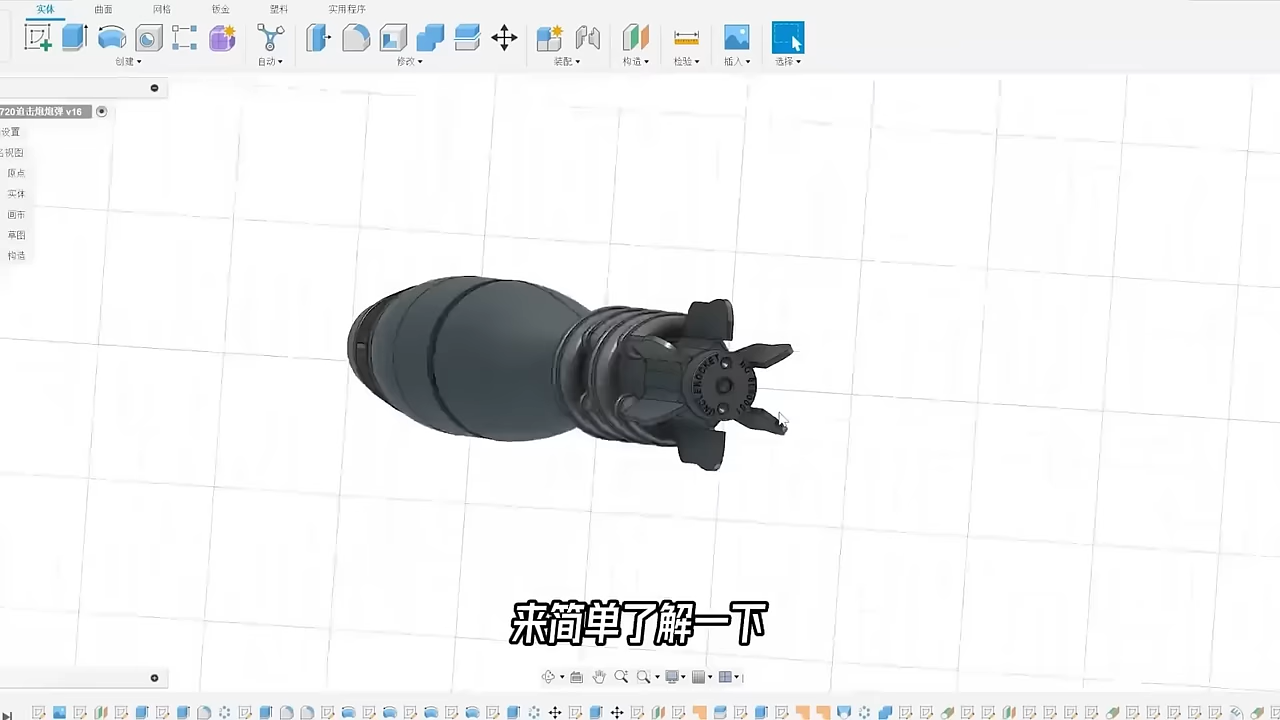 实体 曲面 网格 钣金 塑料 实用程序
创建 自动 修改 装配 构造 检验 插入 选择
720迫击炮炮弹 v16
设置
名视图
原点
实体
画布
草图
构造
来简单了解一下